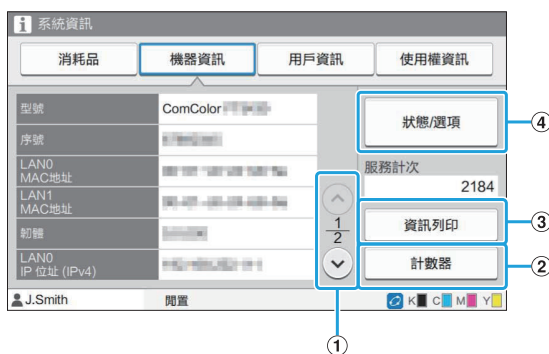 i 系統資訊
消耗品 機器資訊 用戶資訊 使用權資訊
型號 ComColor
序號
LAN0
MAC地址
LAN1
MAC地址
韌體
LAN0
IP 位址 (IPv4)
1
2
狀態/選項
服務計次
2184
資訊列印
計數器
J.Smith 閒置 K C M Y
④
③
②
①